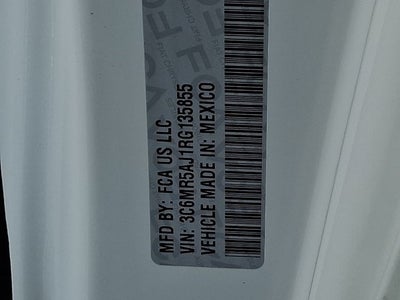 MFD BY: FCA US LLC
VIN: 3C6MR5AJ1RG135855
VEHICLE MADE IN: MEXICO